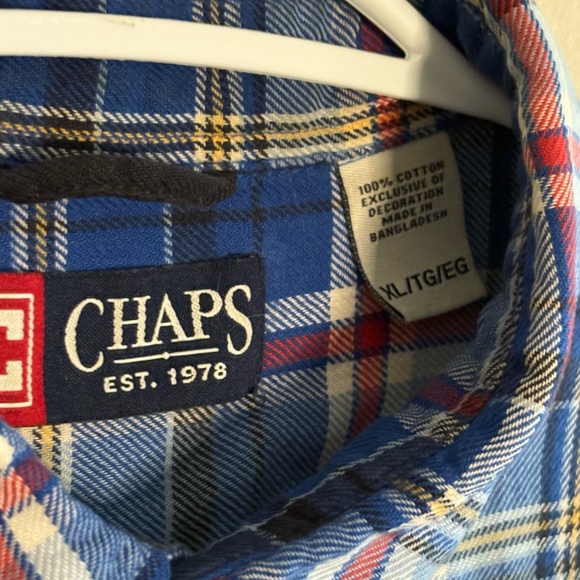 C
CHAPS
EST. 1978
100% COTTON
EXCLUSIVE OF
DECORATION
MADE IN
BANGLADESH
XL/TG/EG